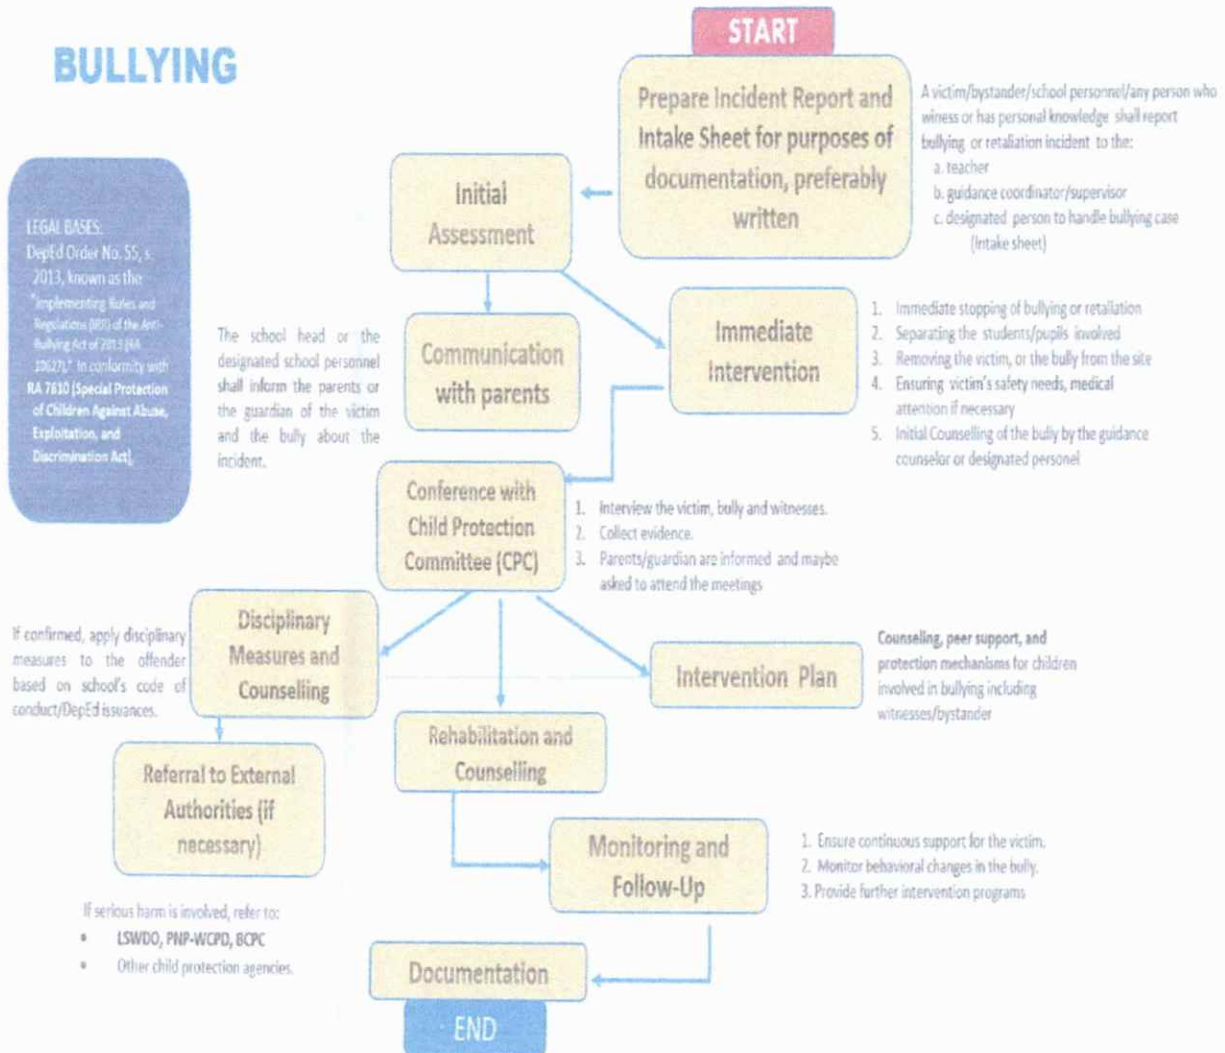 BULLYING
START
Prepare Incident Report and
Intake Sheet for purposes of
documentation, preferably
written
A victim/bystander/school personnel/any person who
winess or has personal knowledge shall report
bullying or retaliation incident to the:
a. teacher
b. guidance coordinator/supervisor
c. designated person to handle bullying case
(Intake sheet)
Initial
Assessment
LEGAL BASES:
DepEd Order No. 55, s.
2013, known as the
"Implementing Rules and
Regulations (IRR) of the Anti-
Bullying Act of 2013 (RA
10627)," In conformity with
RA 7610 (Special Protection
of Children Against Abuse,
Exploitation, and
Discrimination Act),
The school head or the
designated school personnel
shall inform the parents or
the guardian of the victim
and the bully about the
incident.
Communication
with parents
Immediate
Intervention
1. Immediate stopping of bullying or retaliation
2. Separating the students/pupils involved
3. Removing the victim, or the bully from the site
4. Ensuring victim's safety needs, medical
attention if necessary
5. Initial Counselling of the bully by the guidance
counselor or designated personel
Conference with
Child Protection
Committee (CPC)
1. Interview the victim, bully and witnesses.
2. Collect evidence.
3. Parents/guardian are informed and maybe
asked to attend the meetings
If confirmed, apply disciplinary
measures to the offender
based on school's code of
conduct/DepEd issuances.
Disciplinary
Measures and
Counselling
Intervention Plan
Counseling, peer support, and
protection mechanisms for children
involved in bullying including
witnesses/bystander
Rehabilitation and
Counselling
Referral to External
Authorities (if
necessary)
Monitoring and
Follow-Up
1. Ensure continuous support for the victim.
2. Monitor behavioral changes in the bully.
3. Provide further intervention programs
If serious harm is involved, refer to:
• LSWDO, PNP-WCPD, BCPC
• Other child protection agencies.
Documentation
END